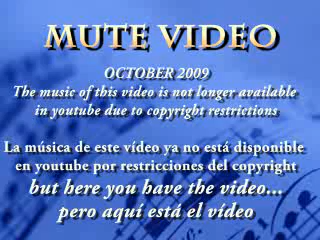 MUTE VIDEO
OCTOBER 2009
The music of this video is not longer available
in youtube due to copyright restrictions
La música de este vídeo ya no está disponible
en youtube por restricciones del copyright
but here you have the video...
pero aquí está el vídeo